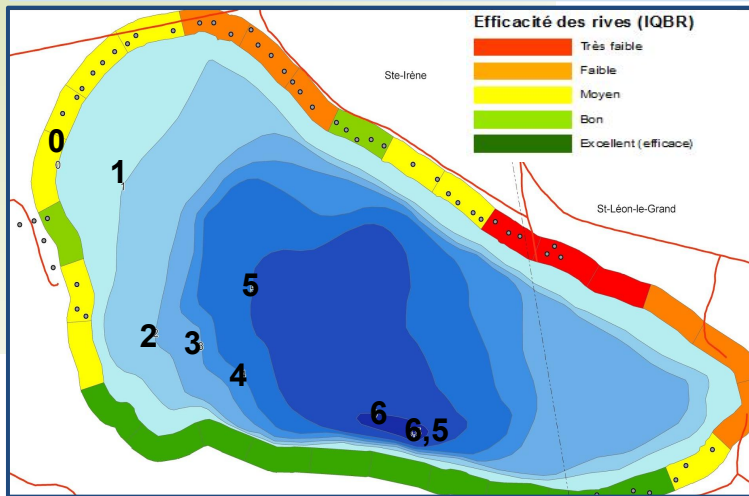 Efficacité des rives (IQBR)
Très faible
Faible
Moyen
Bon
Excellent (efficace)
Ste-Irène
St-Léon-le-Grand
0
1
5
2
3
4
6
6,5